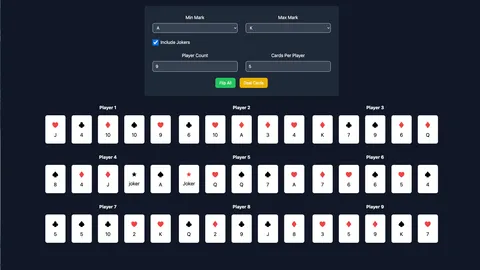 Min Mark Max Mark
A K
Include Jokers
Player Count Cards Per Player
9 5
Flip All Deal Cards
Player 1 Player 2 Player 3
J 4 10 10 9 6 10 A 3 4 K 7 9 6 Q
Player 4 Player 5 Player 6
8 4 J joker A Joker Q Q 7 A 7 6 6 5 4
Player 7 Player 8 Player 9
5 5 10 2 K Q 2 9 J 8 3 5 9 K 7